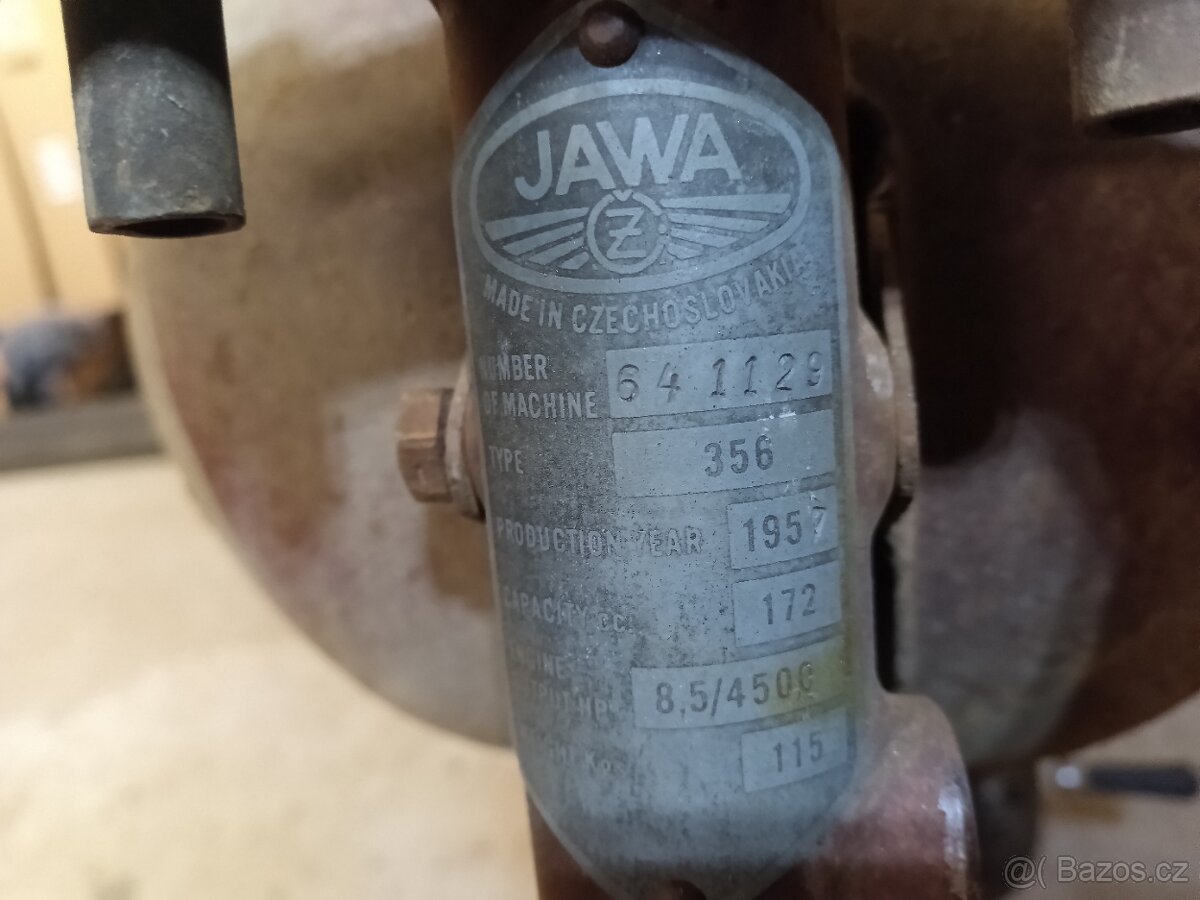 JAWA
Ž
MADE IN CZECHOSLOVAKIA
NUMBER
OF MACHINE 64 1129
TYPE 356
PRODUCTION YEAR 1957
CAPACITY CC. 172
ENGINE
8,5/4500
115
@( Bazos.cz